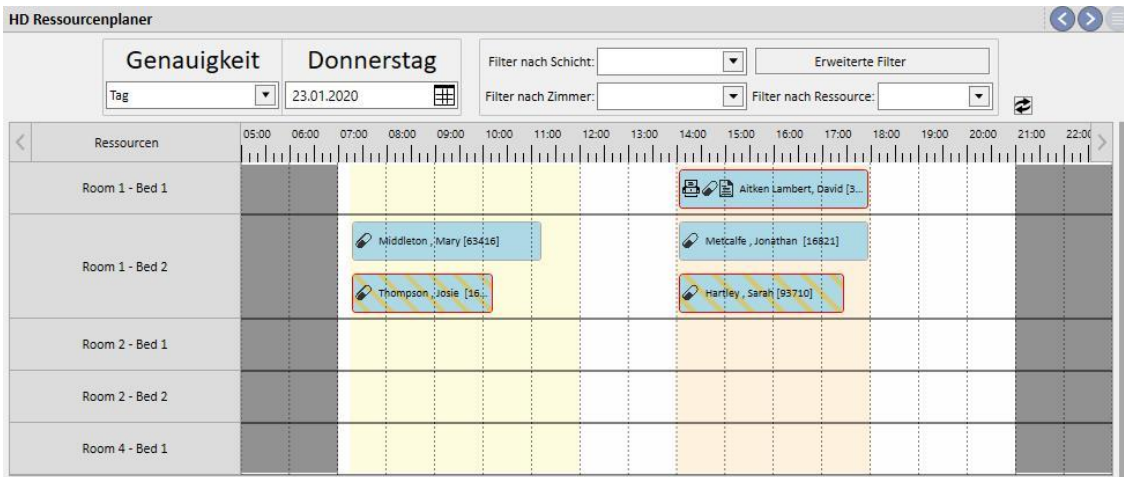 HD Ressourcenplaner
Genauigkeit Donnerstag Filter nach Schicht: Erweiterte Filter
Tag 23.01.2020 Filter nach Zimmer: Filter nach Ressource:
Ressourcen 05:00 06:00 07:00 08:00 09:00 10:00 11:00 12:00 13:00 14:00 15:00 16:00 17:00 18:00 19:00 20:00 21:00 22:00
Room 1 - Bed 1 Aitken Lambert, David [3...
Middleton , Mary [63416] Metcalfe , Jonathan [16821]
Room 1 - Bed 2
Thompson , Josie [16... Hartley , Sarah [93710]
Room 2 - Bed 1
Room 2 - Bed 2
Room 4 - Bed 1